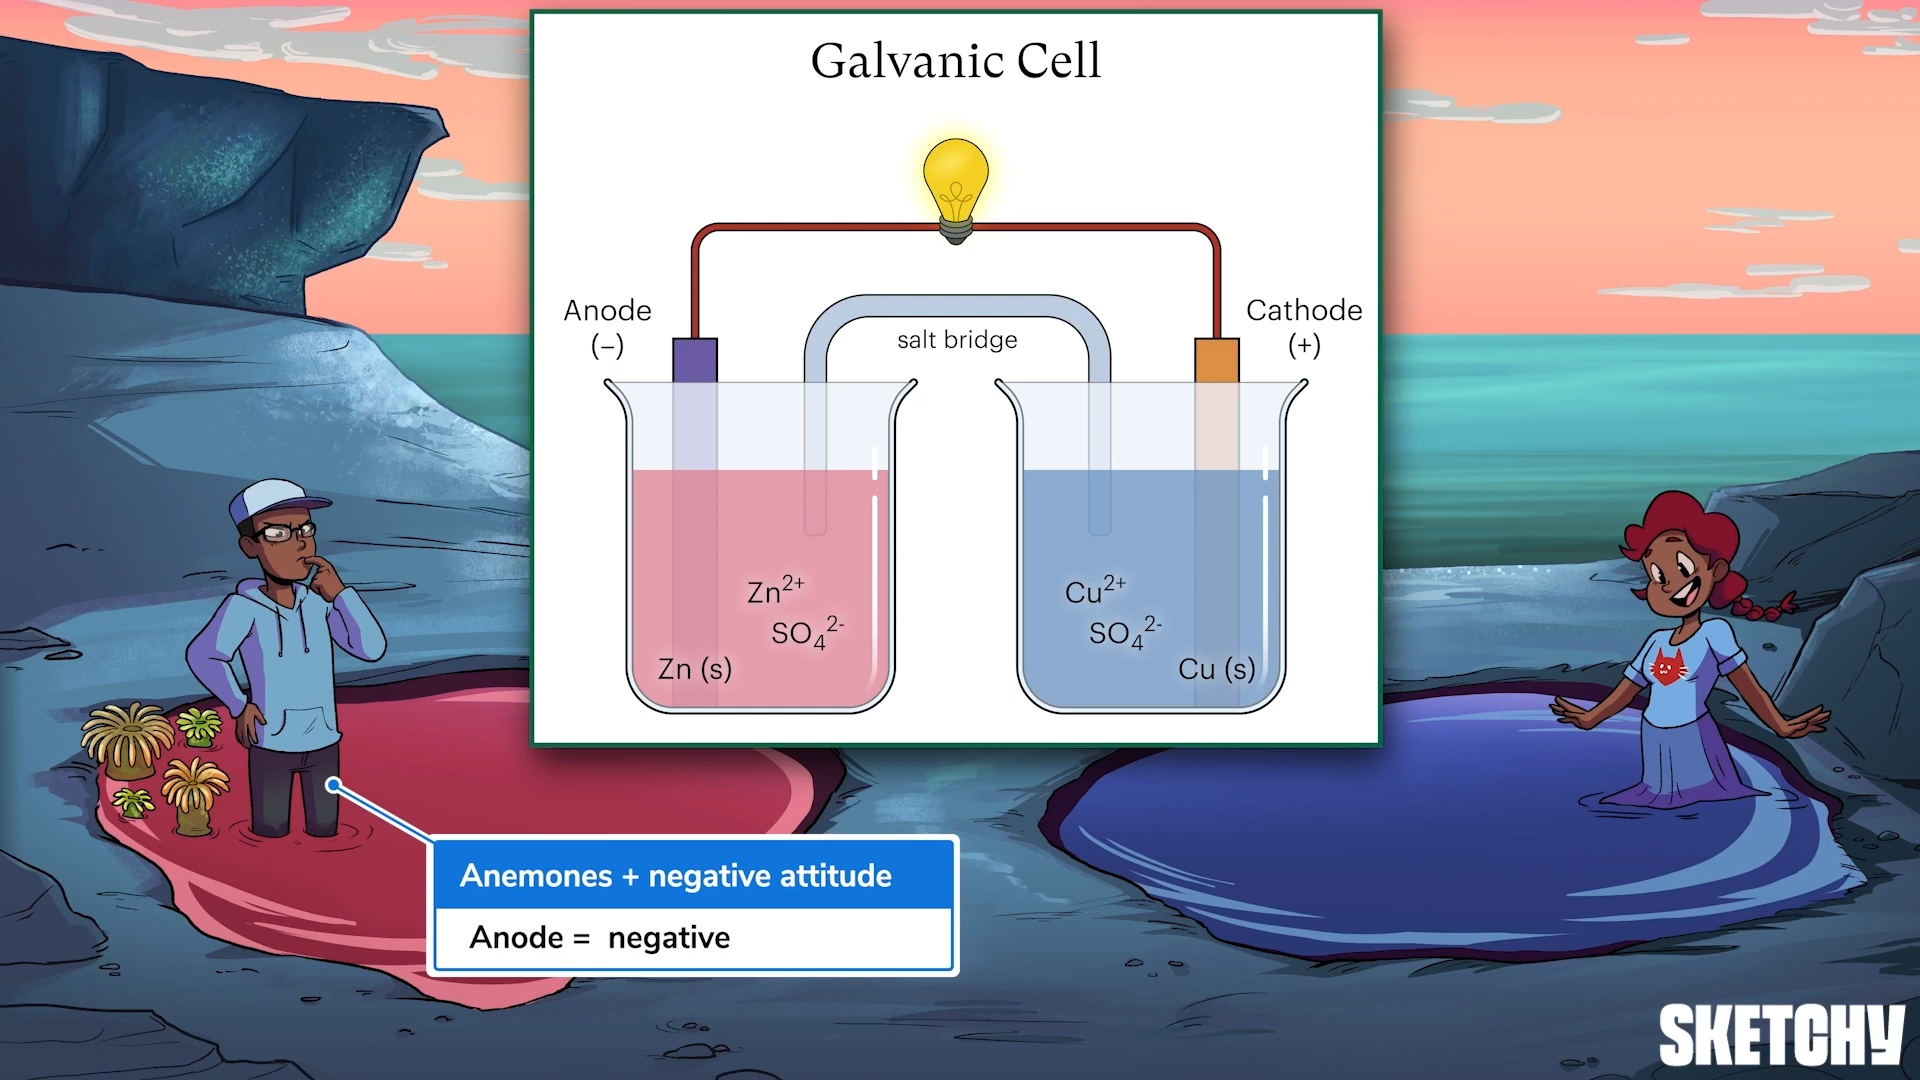 Galvanic Cell
Anode
(–)
Cathode
(+)
salt bridge
Zn²⁺
SO₄²⁻
Zn (s)
Cu²⁺
SO₄²⁻
Cu (s)
Anemones + negative attitude
Anode = negative
SKETCHY